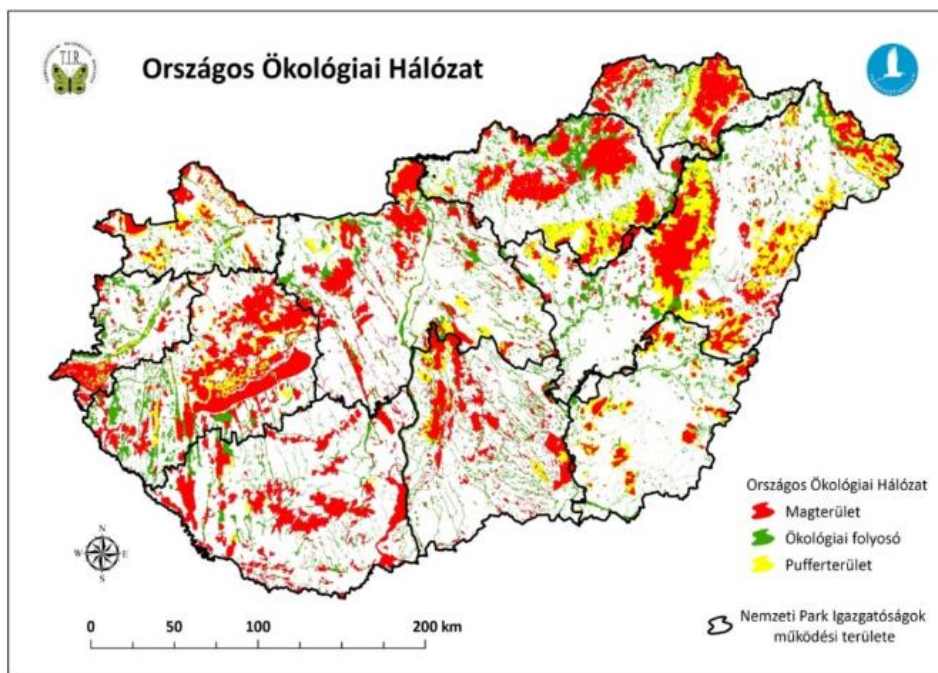 T.I.R.
Országos Ökológiai Hálózat
Országos Ökológiai Hálózat
Magterület
Ökológiai folyosó
Pufferterület
Nemzeti Park Igazgatóságok
működési területe
N
W E
S
0 50 100 200 km